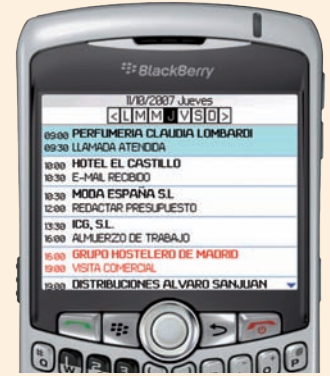 BlackBerry
11/10/2007 Jueves
<LMMJVSD>
09:00 PERFUMERIA CLAUDIA LOMBARDI
09:30 LLAMADA ATENDIDA
10:00 HOTEL EL CASTILLO
10:30 E-MAIL RECIBIDO
10:30 MODA ESPAÑA S.L
12:00 REDACTAR PRESUPUESTO
13:30 ICG, S.L.
16:00 ALMUERZO DE TRABAJO
16:00 GRUPO HOSTELERO DE MADRID
19:00 VISITA COMERCIAL
19:00 DISTRIBUCIONES ALVARO SANJUAN
# Q
W
P